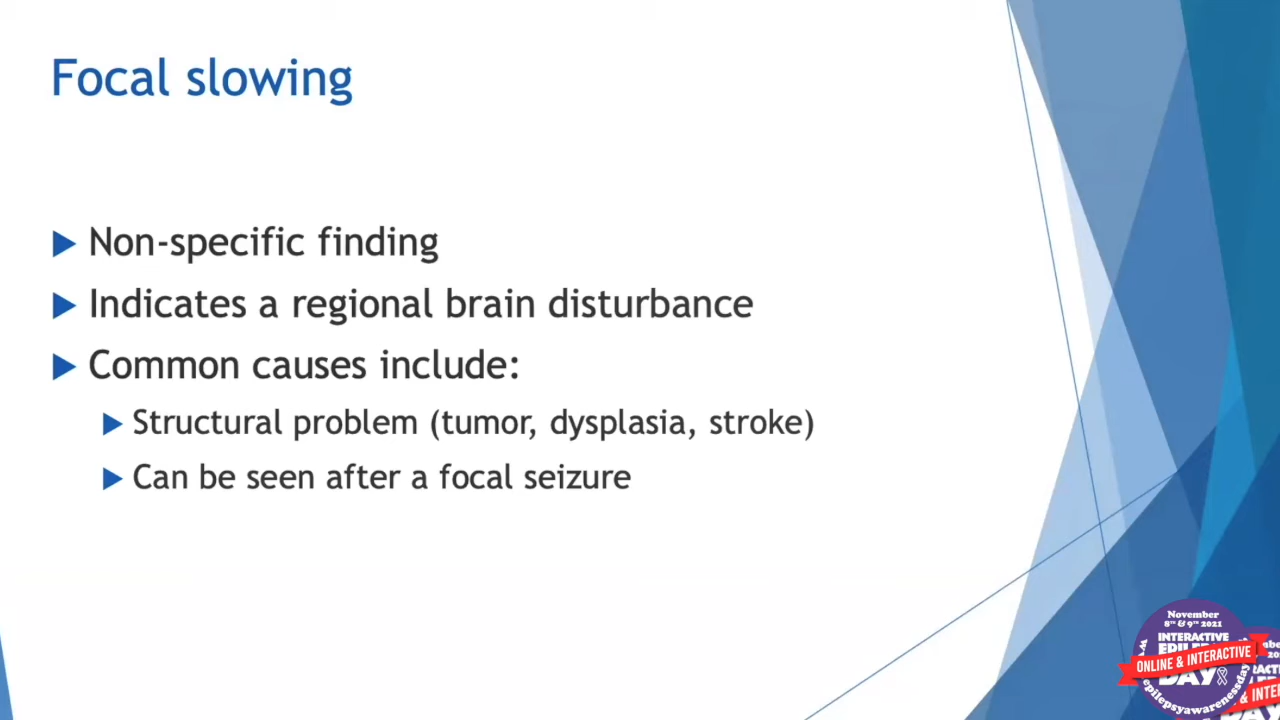 Focal slowing
Non-specific finding
Indicates a regional brain disturbance
Common causes include:
Structural problem (tumor, dysplasia, stroke)
Can be seen after a focal seizure
November
8TH & 9TH 2021
INTERACTIVE
ONLINE & INTERACTIVE
DAY
epilepsyawarenessday